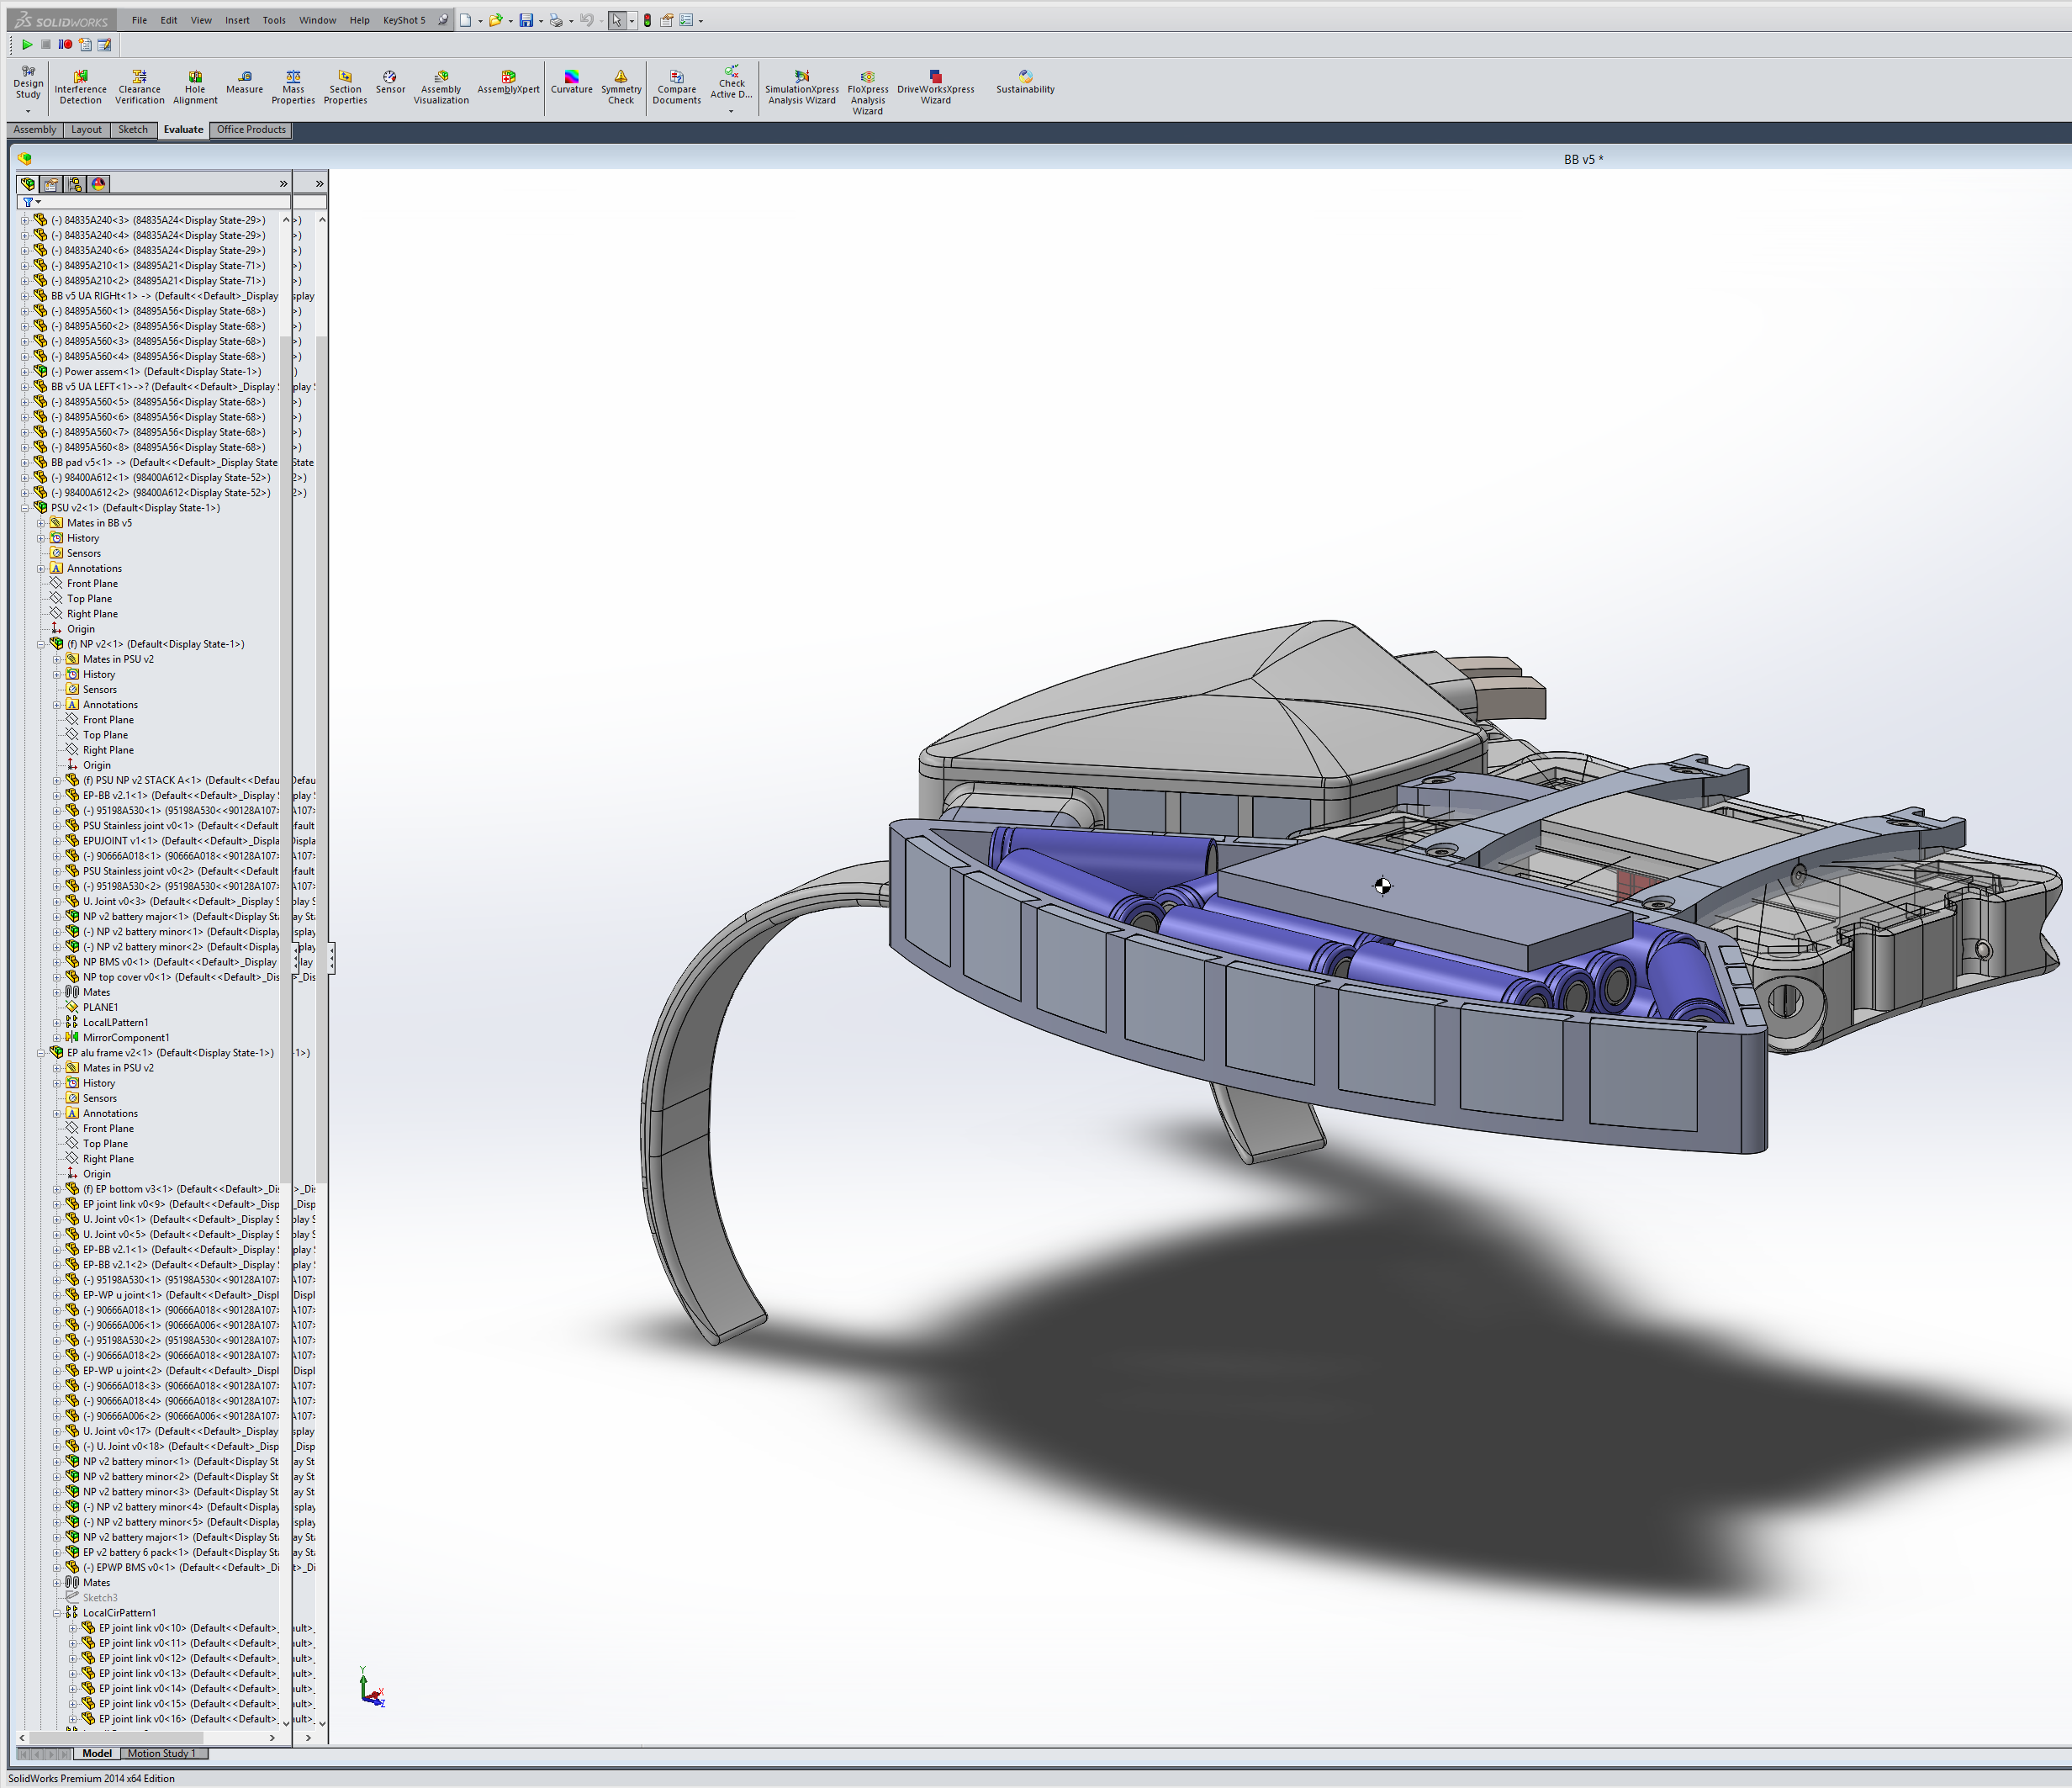 SOLIDWORKS File Edit View Insert Tools Window Help KeyShot 5
Design Study
Interference Detection
Clearance Verification
Hole Alignment
Measure
Mass Properties
Section Properties
Sensor
Assembly Visualization
AssemblyXpert
Curvature
Symmetry Check
Compare Documents
Check Active D...
SimulationXpress Analysis Wizard
FloXpress Analysis Wizard
DriveWorksXpress Wizard
Sustainability
Assembly Layout Sketch Evaluate Office Products
BB v5 *
(-) 84835A240<3> (84835A24<Display State-29>)
(-) 84835A240<4> (84835A24<Display State-29>)
(-) 84835A240<6> (84835A24<Display State-29>)
(-) 84895A210<1> (84895A21<Display State-71>)
(-) 84895A210<2> (84895A21<Display State-71>)
BB v5 UA RIGHt<1> -> (Default<<Default>_Display
(-) 84895A560<1> (84895A56<Display State-68>)
(-) 84895A560<2> (84895A56<Display State-68>)
(-) 84895A560<3> (84895A56<Display State-68>)
(-) 84895A560<4> (84895A56<Display State-68>)
(-) Power assem<1> (Default<Display State-1>)
BB v5 UA LEFT<1>->? (Default<<Default>_Display
(-) 84895A560<5> (84895A56<Display State-68>)
(-) 84895A560<6> (84895A56<Display State-68>)
(-) 84895A560<7> (84895A56<Display State-68>)
(-) 84895A560<8> (84895A56<Display State-68>)
BB pad v5<1> -> (Default<<Default>_Display State
(-) 98400A612<1> (98400A612<Display State-52>)
(-) 98400A612<2> (98400A612<Display State-52>)
PSU v2<1> (Default<Display State-1>)
Mates in BB v5
History
Sensors
Annotations
Front Plane
Top Plane
Right Plane
Origin
(f) NP v2<1> (Default<Display State-1>)
Mates in PSU v2
History
Sensors
Annotations
Front Plane
Top Plane
Right Plane
Origin
(f) PSU NP v2 STACK A<1> (Default<<Defau
EP-BB v2.1<1> (Default<<Default>_Display
(-) 95198A530<1> (95198A530<<90128A107>
PSU Stainless joint v0<1> (Default<<Default
EPUJOINT v1<1> (Default<<Default>_Displa
(-) 90666A018<1> (90666A018<<90128A107>
PSU Stainless joint v0<2> (Default<<Default
(-) 95198A530<2> (95198A530<<90128A107>
U. Joint v0<3> (Default<<Default>_Display S
NP v2 battery major<1> (Default<Display Sta
(-) NP v2 battery minor<1> (Default<Display
(-) NP v2 battery minor<2> (Default<Display
NP BMS v0<1> (Default<<Default>_Display
NP top cover v0<1> (Default<<Default>_Dis
Mates
PLANE1
LocalLPattern1
MirrorComponent1
EP alu frame v2<1> (Default<Display State-1>)
Mates in PSU v2
History
Sensors
Annotations
Front Plane
Top Plane
Right Plane
Origin
(f) EP bottom v3<1> (Default<<Default>_Dis
EP joint link v0<9> (Default<<Default>_Disp
U. Joint v0<1> (Default<<Default>_Display S
U. Joint v0<5> (Default<<Default>_Display S
EP-BB v2.1<1> (Default<<Default>_Display S
EP-BB v2.1<2> (Default<<Default>_Display S
(-) 95198A530<1> (95198A530<<90128A107>
EP-WP u joint<1> (Default<<Default>_Displ
(-) 90666A018<1> (90666A018<<90128A107>
(-) 90666A006<1> (90666A006<<90128A107>
(-) 95198A530<2> (95198A530<<90128A107>
(-) 90666A018<2> (90666A018<<90128A107>
EP-WP u joint<2> (Default<<Default>_Displ
(-) 90666A018<3> (90666A018<<90128A107>
(-) 90666A018<4> (90666A018<<90128A107>
(-) 90666A006<2> (90666A006<<90128A107>
U. Joint v0<17> (Default<<Default>_Display
(-) U. Joint v0<18> (Default<<Default>_Disp
NP v2 battery minor<1> (Default<Display St
NP v2 battery minor<2> (Default<Display St
NP v2 battery minor<3> (Default<Display St
(-) NP v2 battery minor<4> (Default<Display
(-) NP v2 battery minor<5> (Default<Display
NP v2 battery major<1> (Default<Display Sta
EP v2 battery 6 pack<1> (Default<Display Sta
(-) EPWP BMS v0<1> (Default<<Default>_Di
Mates
Sketch3
LocalCirPattern1
EP joint link v0<10> (Default<<Default>_
EP joint link v0<11> (Default<<Default>_
EP joint link v0<12> (Default<<Default>_
EP joint link v0<13> (Default<<Default>_
EP joint link v0<14> (Default<<Default>_
EP joint link v0<15> (Default<<Default>_
EP joint link v0<16> (Default<<Default>_
Y
X
Z
Model Motion Study 1
SolidWorks Premium 2014 x64 Edition